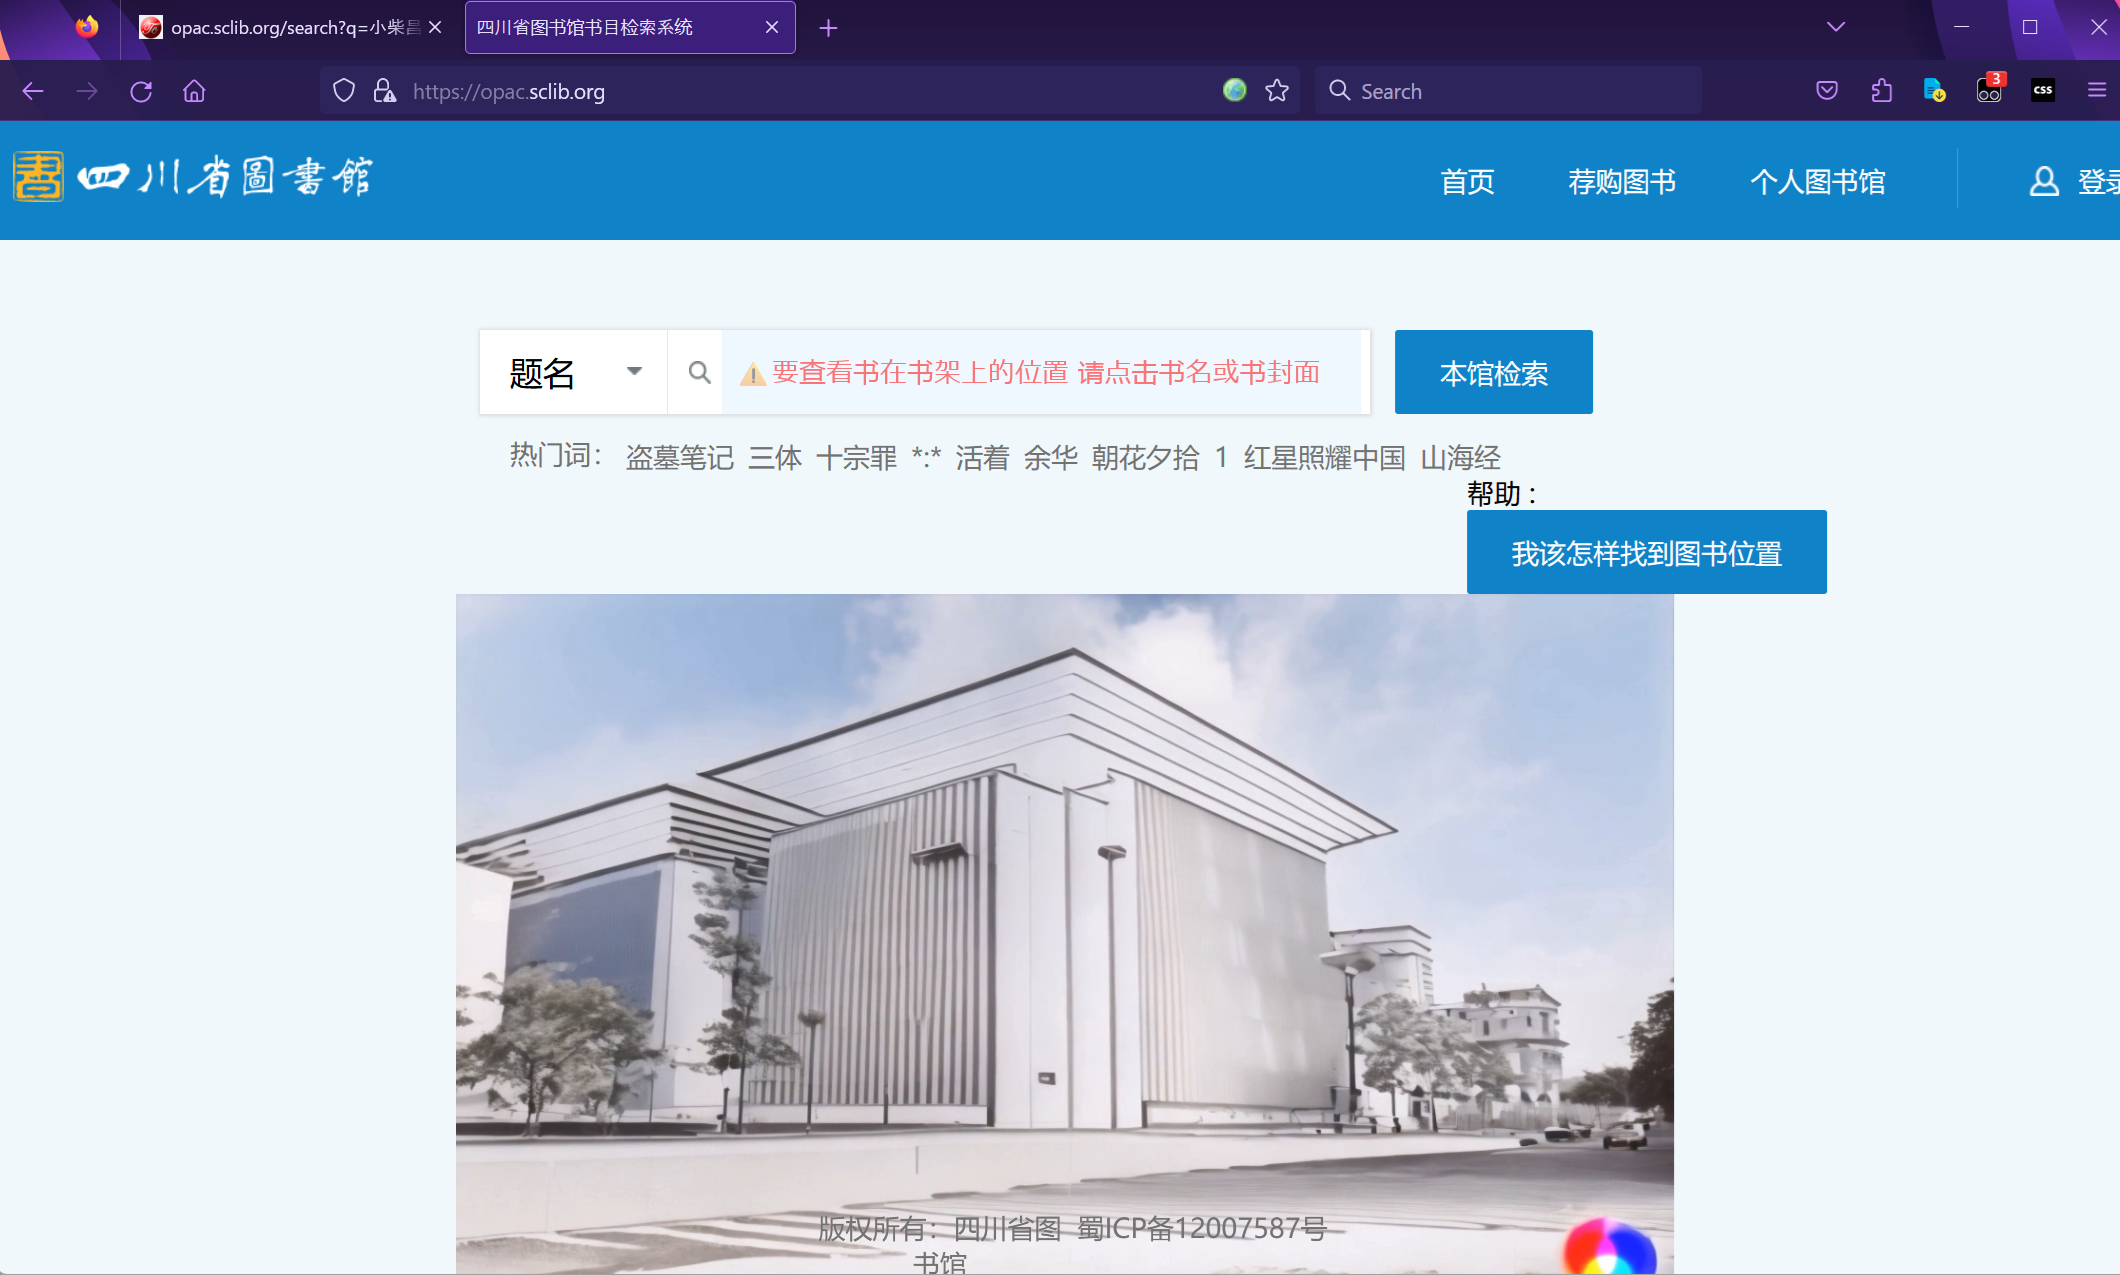 opac.sclib.org/search?q=小柴昌
四川省图书馆书目检索系统
https://opac.sclib.org
Search
3
css
書 四川省圖書館
首页 荐购图书 个人图书馆 登录
题名
⚠️要查看书在书架上的位置 请点击书名或书封面
本馆检索
热门词： 盗墓笔记 三体 十宗罪 *:* 活着 余华 朝花夕拾 1 红星照耀中国 山海经
帮助：
我该怎样找到图书位置
版权所有：四川省图 蜀ICP备12007587号
书馆